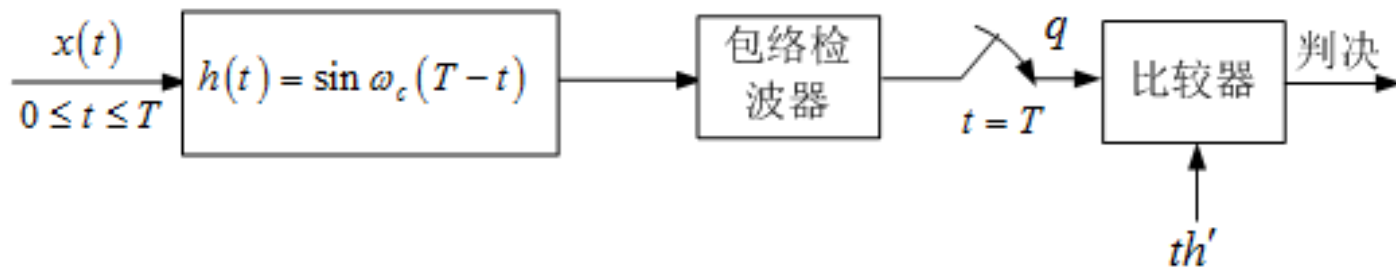 x(t)
0 ≤ t ≤ T
h(t) = sin ω_c (T − t)
包络检
波器
t = T
q
比较器
判决
th′